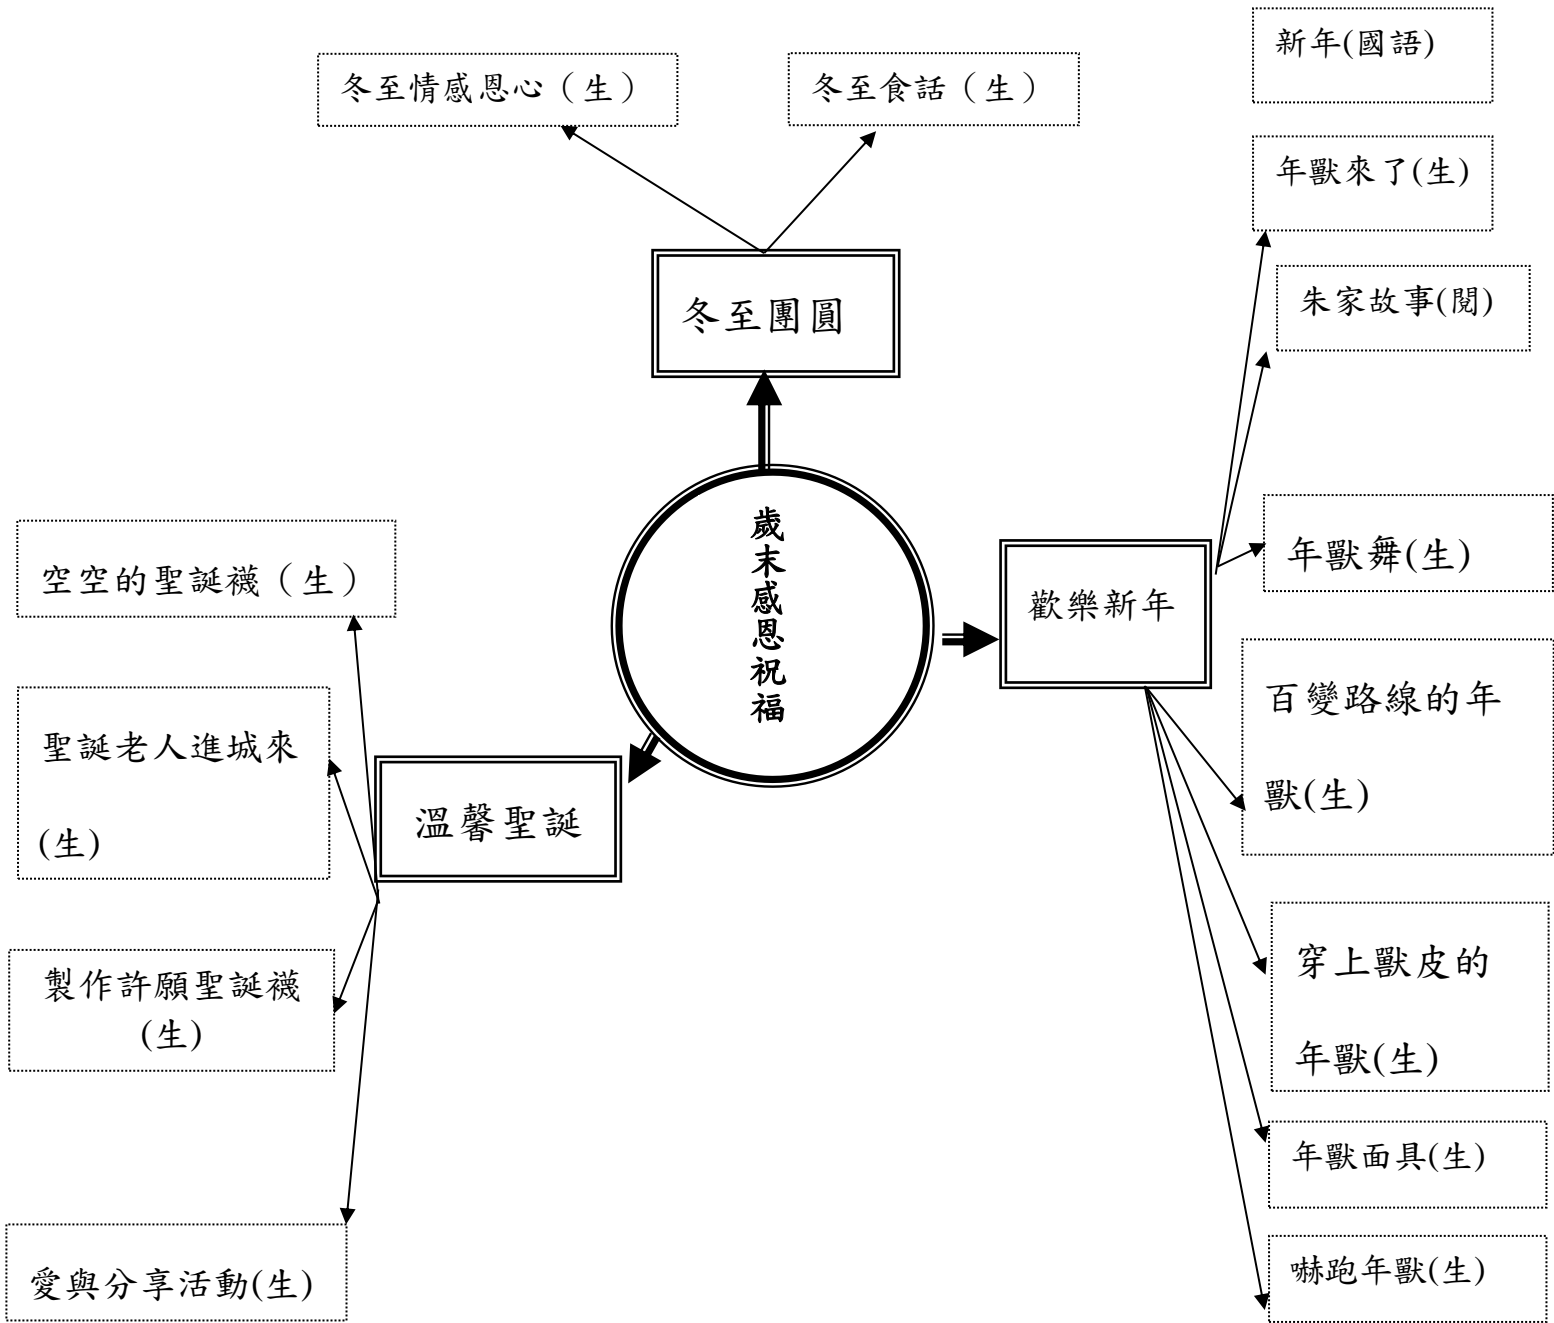 新年(國語)
冬至情感恩心（生）
冬至食話（生）
年獸來了(生)
朱家故事(閱)
冬至團圓
歲末感恩祝福
年獸舞(生)
空空的聖誕襪（生）
歡樂新年
百變路線的年
獸(生)
聖誕老人進城來
(生)
溫馨聖誕
穿上獸皮的
年獸(生)
製作許願聖誕襪
(生)
年獸面具(生)
愛與分享活動(生)
嚇跑年獸(生)